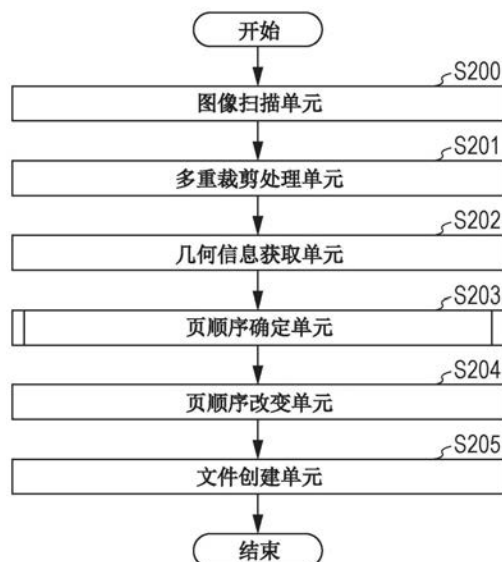 开始
S200
图像扫描单元
S201
多重裁剪处理单元
S202
几何信息获取单元
S203
页顺序确定单元
S204
页顺序改变单元
S205
文件创建单元
结束